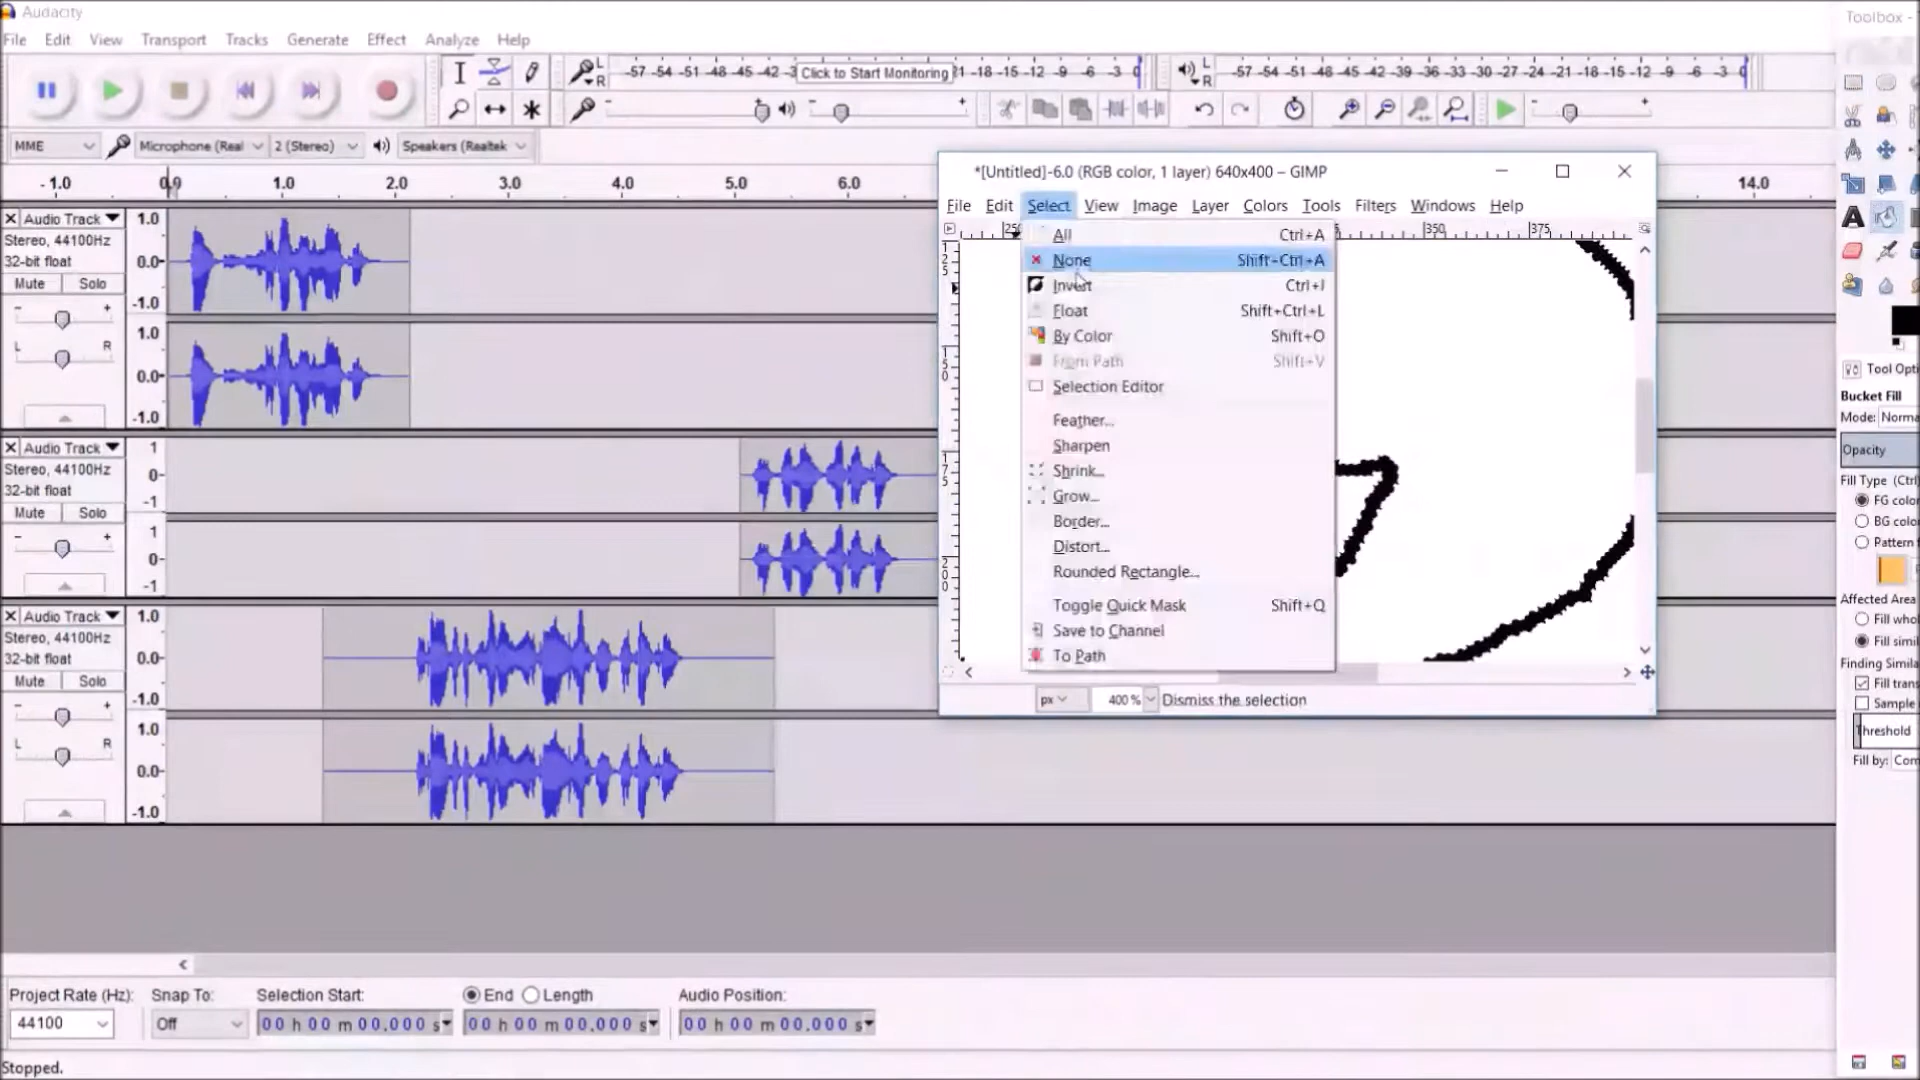 Audacity
Toolbox -
File Edit View Transport Tracks Generate Effect Analyze Help
L R -57 -54 -51 -48 -45 -42 -3 Click to Start Monitoring 1 -18 -15 -12 -9 -6 -3 0
L R -57 -54 -51 -48 -45 -42 -39 -36 -33 -30 -27 -24 -21 -18 -15 -12 -9 -6 -3 0
MME Microphone (Real 2 (Stereo) Speakers (Realtek
- 1.0 0.0 1.0 2.0 3.0 4.0 5.0 6.0 14.0
*[Untitled]-6.0 (RGB color, 1 layer) 640x400 – GIMP
File Edit Select View Image Layer Colors Tools Filters Windows Help
350 375
All Ctrl+A
None Shift+Ctrl+A
Invert Ctrl+I
Float Shift+Ctrl+L
By Color Shift+O
From Path Shift+V
Selection Editor
Feather...
Sharpen
Shrink...
Grow...
Border...
Distort...
Rounded Rectangle...
Toggle Quick Mask Shift+Q
Save to Channel
To Path
px 400 % Dismiss the selection
Audio Track 1.0
Stereo, 44100Hz
32-bit float 0.0-
Mute Solo -1.0
- +
L R
1.0
0.0-
-1.0
Audio Track 1
Stereo, 44100Hz 0-
32-bit float -1
Mute Solo
- +
1
0-
-1
Audio Track 1.0
Stereo, 44100Hz
32-bit float 0.0-
Mute Solo -1.0
- +
L R
1.0
0.0-
-1.0
Tool Opti
Bucket Fill
Mode: Norma
Opacity
Fill Type (Ctrl
FG colo
BG colo
Pattern f
Affected Area
Fill whol
Fill simil
Finding Simila
Fill trans
Sample
Threshold
Fill by: Com
Project Rate (Hz): Snap To: Selection Start: End Length Audio Position:
44100 Off 00 h 00 m 00.000 s 00 h 00 m 00.000 s 00 h 00 m 00.000 s
Stopped.